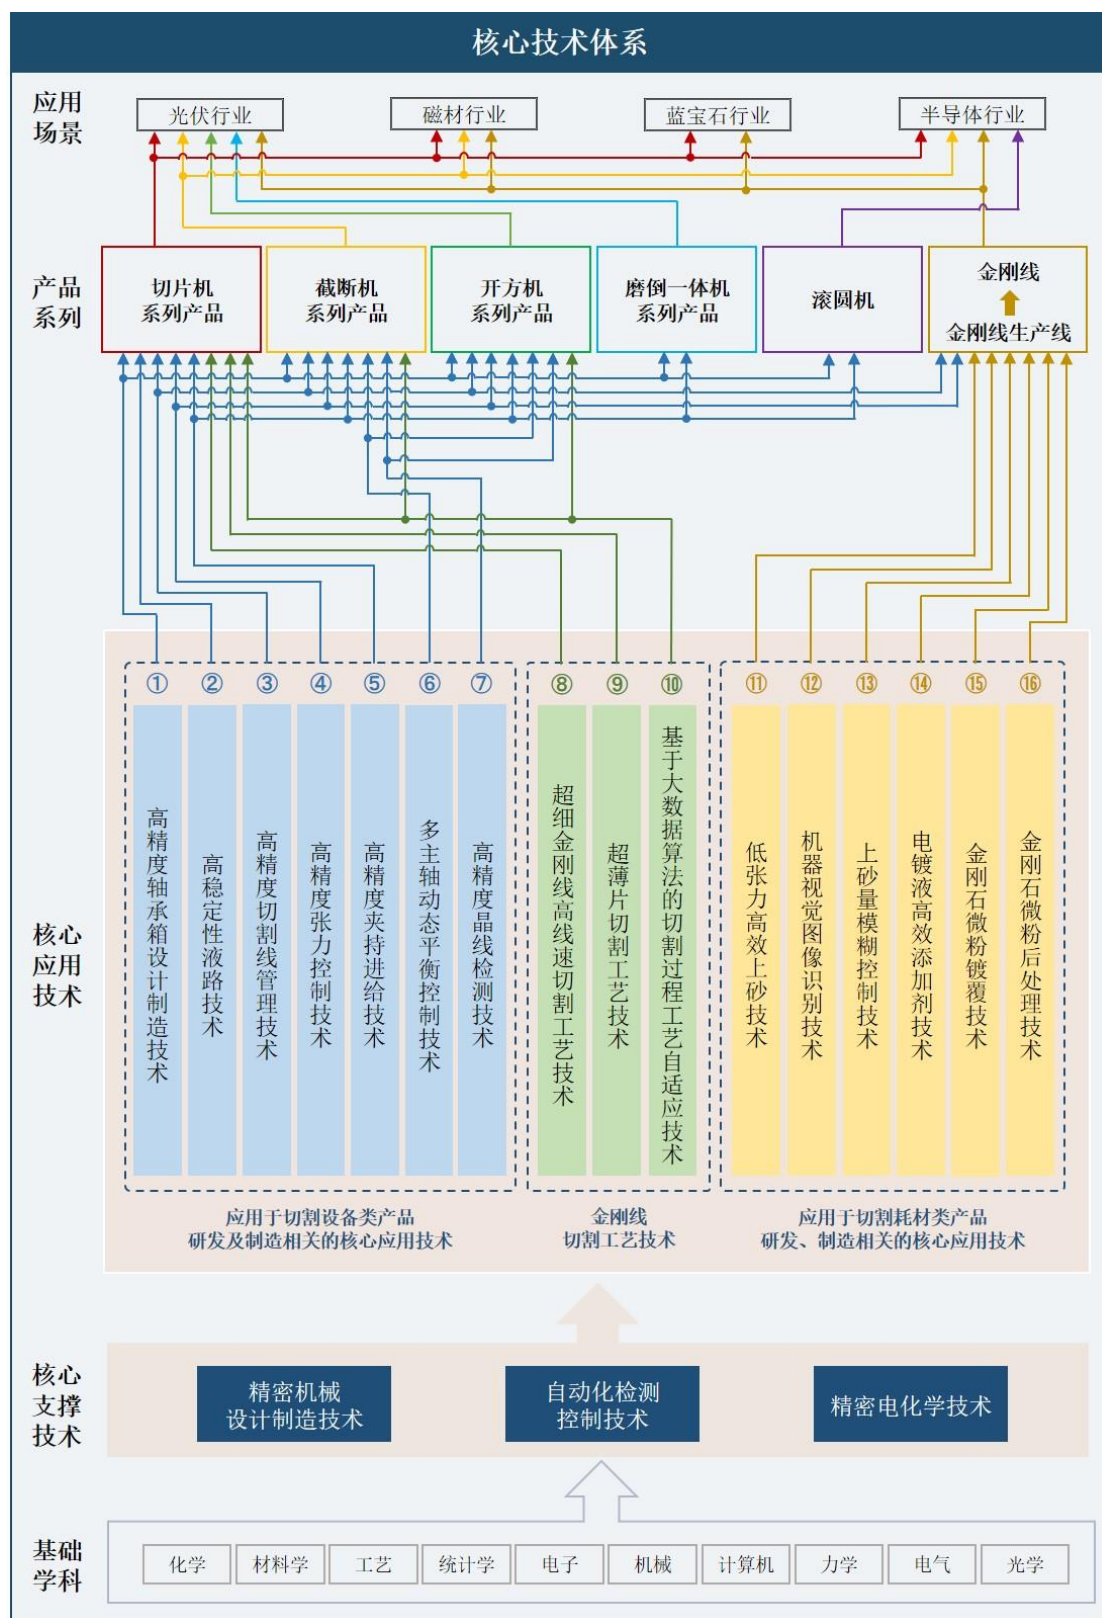 核心技术体系
应用
场景
光伏行业
磁材行业
蓝宝石行业
半导体行业
产品
系列
切片机
系列产品
截断机
系列产品
开方机
系列产品
磨倒一体机
系列产品
滚圆机
金刚线
金刚线生产线
核心
应用
技术
①
②
③
④
⑤
⑥
⑦
⑧
⑨
⑩
⑪
⑫
⑬
⑭
⑮
⑯
高精度轴承箱设计制造技术
高稳定性液路技术
高精度切割线管理技术
高精度张力控制技术
高精度夹持进给技术
多主轴动态平衡控制技术
高精度晶线检测技术
超细金刚线高线速切割工艺技术
超薄片切割工艺技术
基于大数据算法的切割过程工艺自适应技术
低张力高效上砂技术
机器视觉图像识别技术
上砂量模糊控制技术
电镀液高效添加剂技术
金刚石微粉镀覆技术
金刚石微粉后处理技术
应用于切割设备类产品
研发及制造相关的核心应用技术
金刚线
切割工艺技术
应用于切割耗材类产品
研发、制造相关的核心应用技术
核心
支撑
技术
精密机械
设计制造技术
自动化检测
控制技术
精密电化学技术
基础
学科
化学
材料学
工艺
统计学
电子
机械
计算机
力学
电气
光学